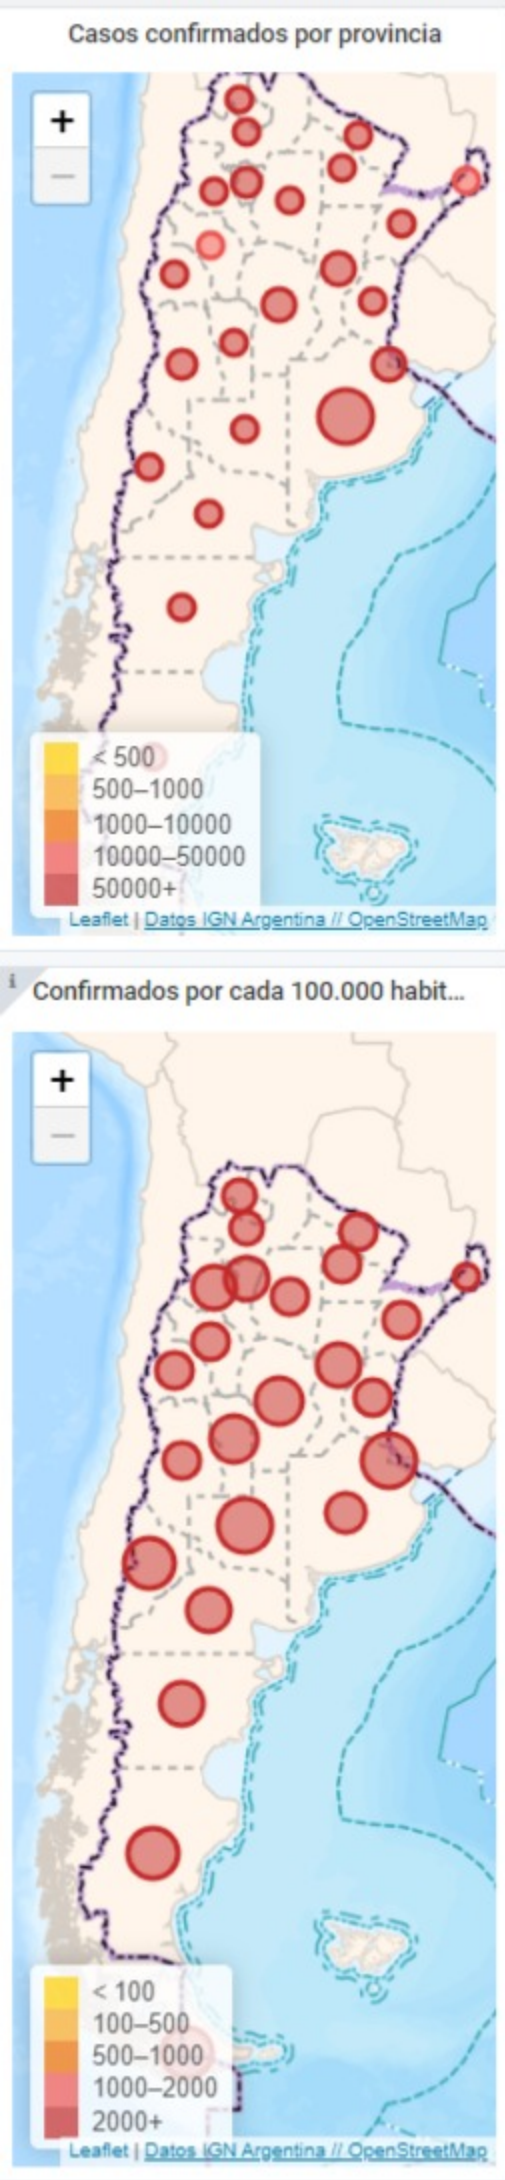 Casos confirmados por provincia
+
−
< 500
500–1000
1000–10000
10000–50000
50000+
Leaflet | Datos IGN Argentina // OpenStreetMap
i
Confirmados por cada 100.000 habit...
+
−
< 100
100–500
500–1000
1000–2000
2000+
Leaflet | Datos IGN Argentina // OpenStreetMap